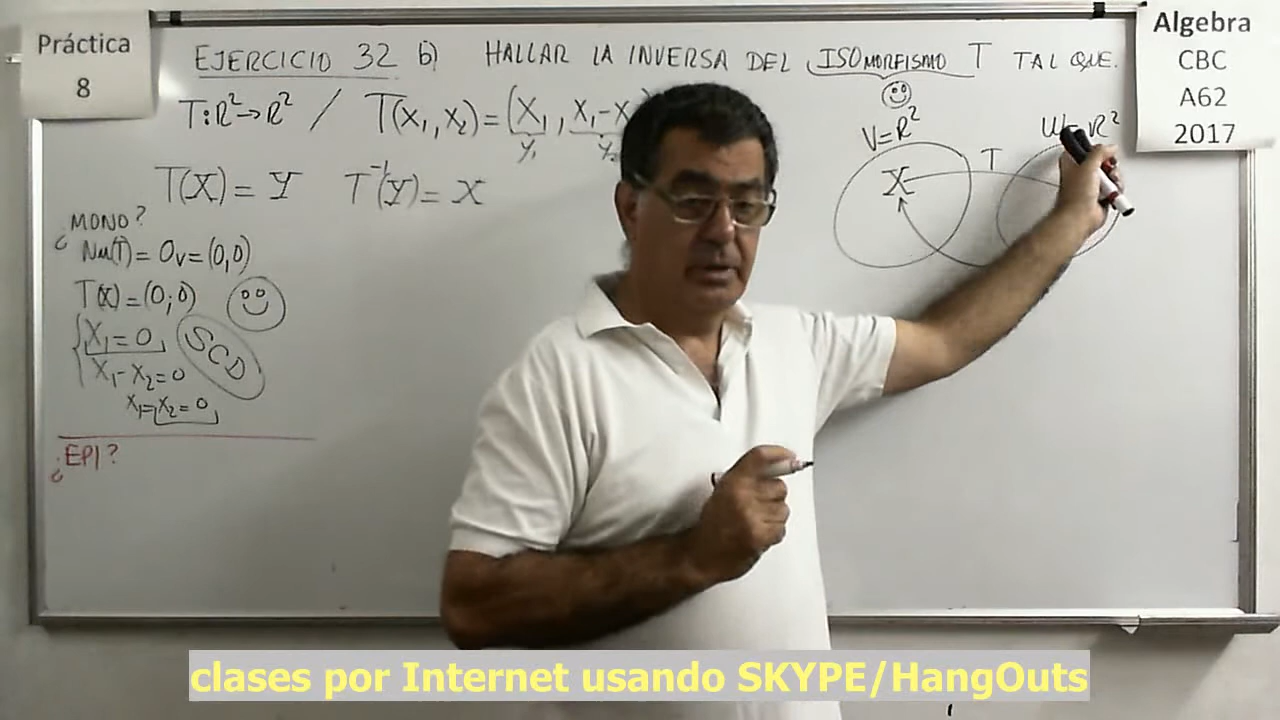 Práctica
8
EJERCICIO 32 b) HALLAR LA INVERSA DEL ISOMORFISMO T TAL QUE.
Algebra
CBC
A62
2017
T:R²→R² / T(x₁, x₂) = (x₁, x₁-x
y₁ y₂
V=R² W=R²
T(X) = Y T⁻¹(Y) = X
X T
¿MONO?
Nu(T) = 0v = (0,0)
T(x) = (0;0)
x₁ = 0
SCD
x₁ - x₂ = 0
x₁ = x₂ = 0
¿EPI?
clases por Internet usando SKYPE/HangOuts